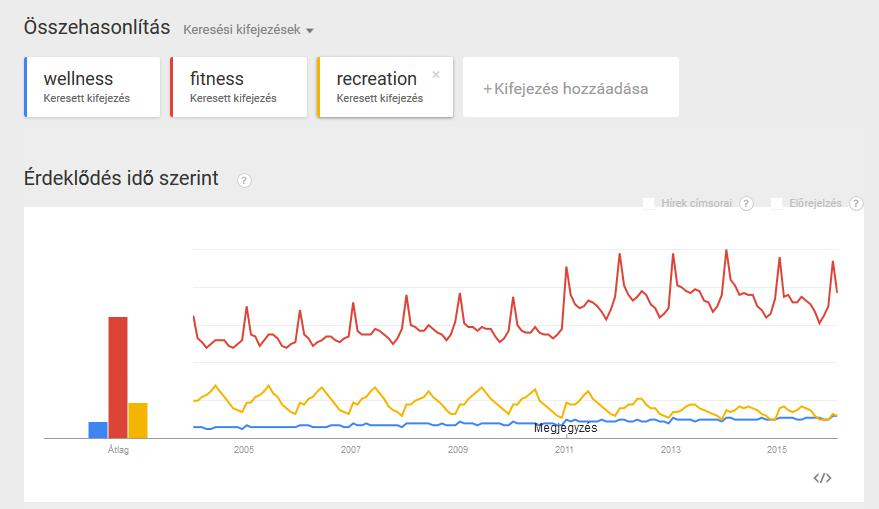 Összehasonlítás Keresési kifejezések
wellness
Keresett kifejezés
fitness
Keresett kifejezés
recreation ×
Keresett kifejezés
+Kifejezés hozzáadása
Érdeklődés idő szerint ?
Hírek címsorai ? Előrejelzés ?
Megjegyzés
Átlag 2005 2007 2009 2011 2013 2015
</>